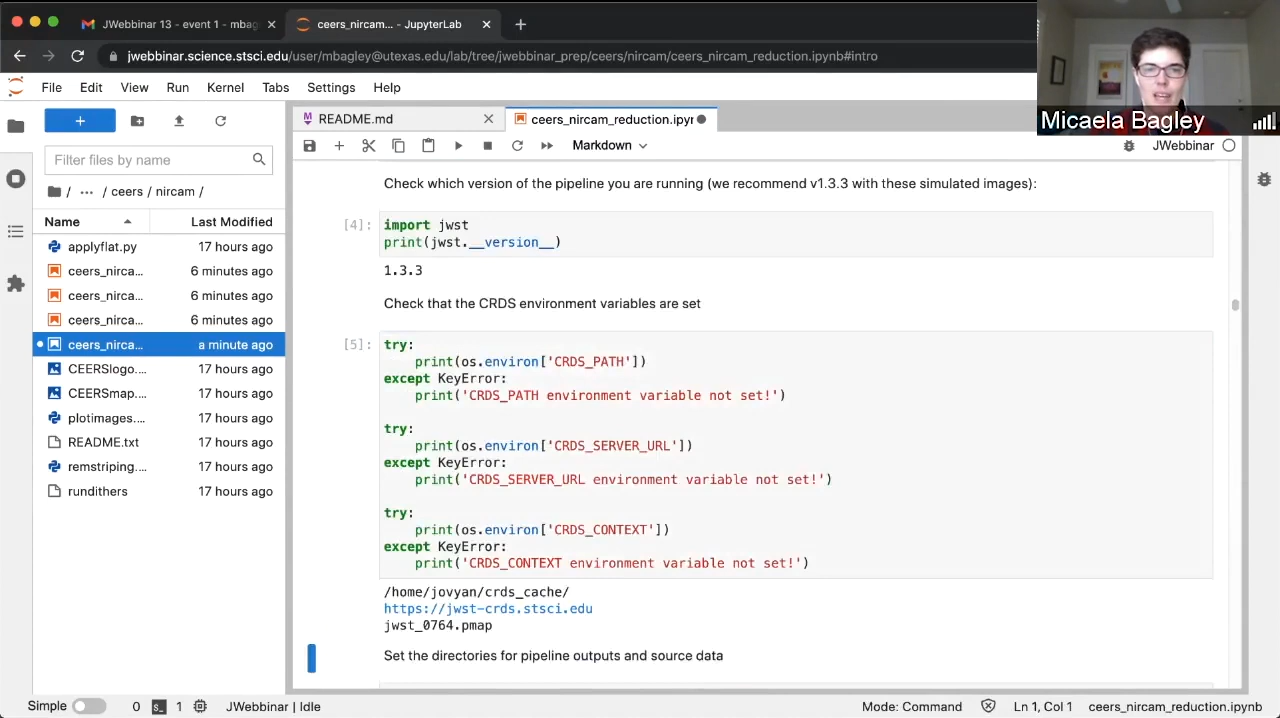 JWebbinar 13 - event 1 - mbag
ceers_nircam... - JupyterLab
jwebbinar.science.stsci.edu/user/mbagley@utexas.edu/lab/tree/jwebbinar_prep/ceers/nircam/ceers_nircam_reduction.ipynb#intro
Micaela Bagley
File Edit View Run Kernel Tabs Settings Help
README.md
ceers_nircam_reduction.ipyr
Markdown
JWebbinar
Filter files by name
/ ... / ceers / nircam /
Name Last Modified
applyflat.py 17 hours ago
ceers_nirca... 6 minutes ago
ceers_nirca... 6 minutes ago
ceers_nirca... 6 minutes ago
ceers_nirca... a minute ago
CEERSlogo.... 17 hours ago
CEERSmap.... 17 hours ago
plotimages.... 17 hours ago
README.txt 17 hours ago
remstriping.... 17 hours ago
rundithers 17 hours ago
Check which version of the pipeline you are running (we recommend v1.3.3 with these simulated images):
[4]: import jwst
print(jwst.__version__)
1.3.3
Check that the CRDS environment variables are set
[5]: try:
print(os.environ['CRDS_PATH'])
except KeyError:
print('CRDS_PATH environment variable not set!')
try:
print(os.environ['CRDS_SERVER_URL'])
except KeyError:
print('CRDS_SERVER_URL environment variable not set!')
try:
print(os.environ['CRDS_CONTEXT'])
except KeyError:
print('CRDS_CONTEXT environment variable not set!')
/home/jovyan/crds_cache/
https://jwst-crds.stsci.edu
jwst_0764.pmap
Set the directories for pipeline outputs and source data
Simple 0 1 JWebbinar | Idle Mode: Command Ln 1, Col 1 ceers_nircam_reduction.ipynb